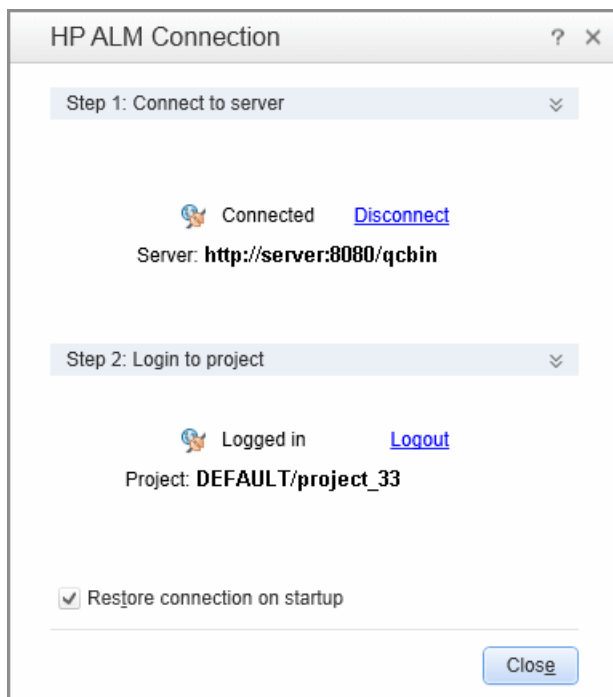 HP ALM Connection ? ×
Step 1: Connect to server
Connected Disconnect
Server: http://server:8080/qcbin
Step 2: Login to project
Logged in Logout
Project: DEFAULT/project_33
Restore connection on startup
Close